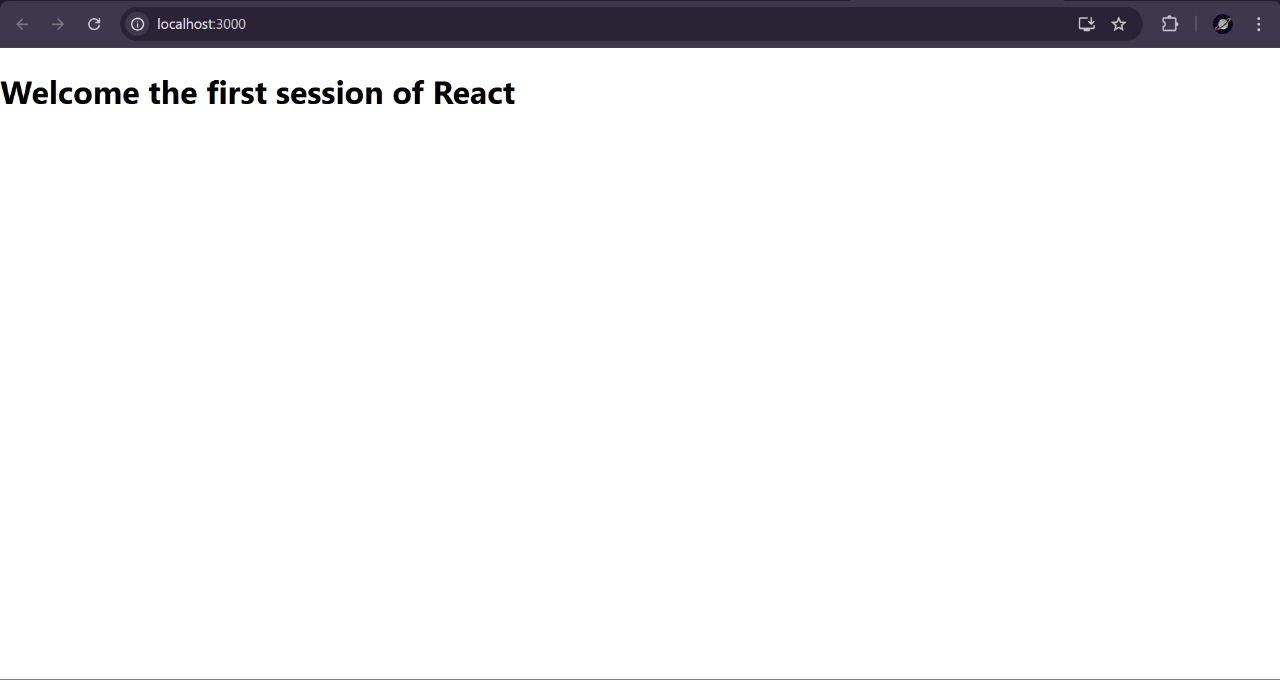 localhost:3000
Welcome the first session of React